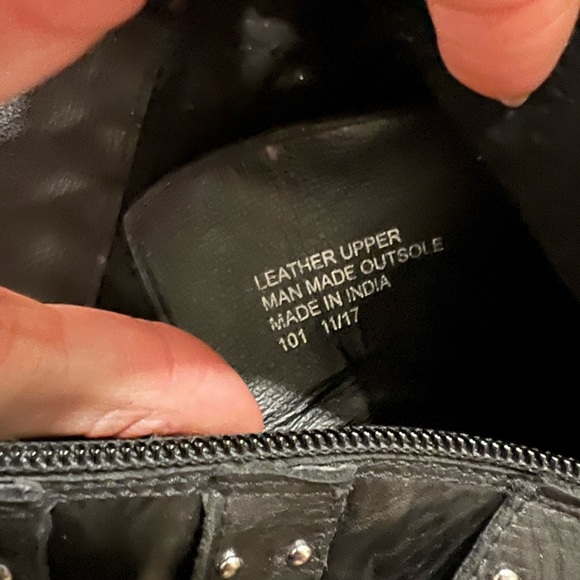 LEATHER UPPER
MAN MADE OUTSOLE
MADE IN INDIA
101 11/17